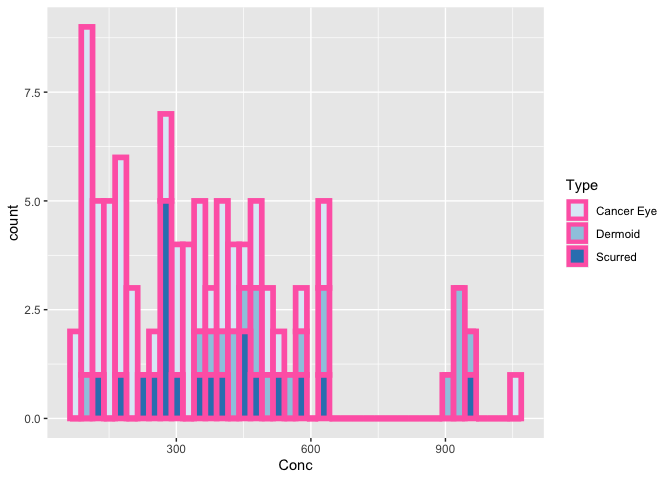 7.5
5.0
2.5
0.0
count
300
600
900
Conc
Type
Cancer Eye
Dermoid
Scurred